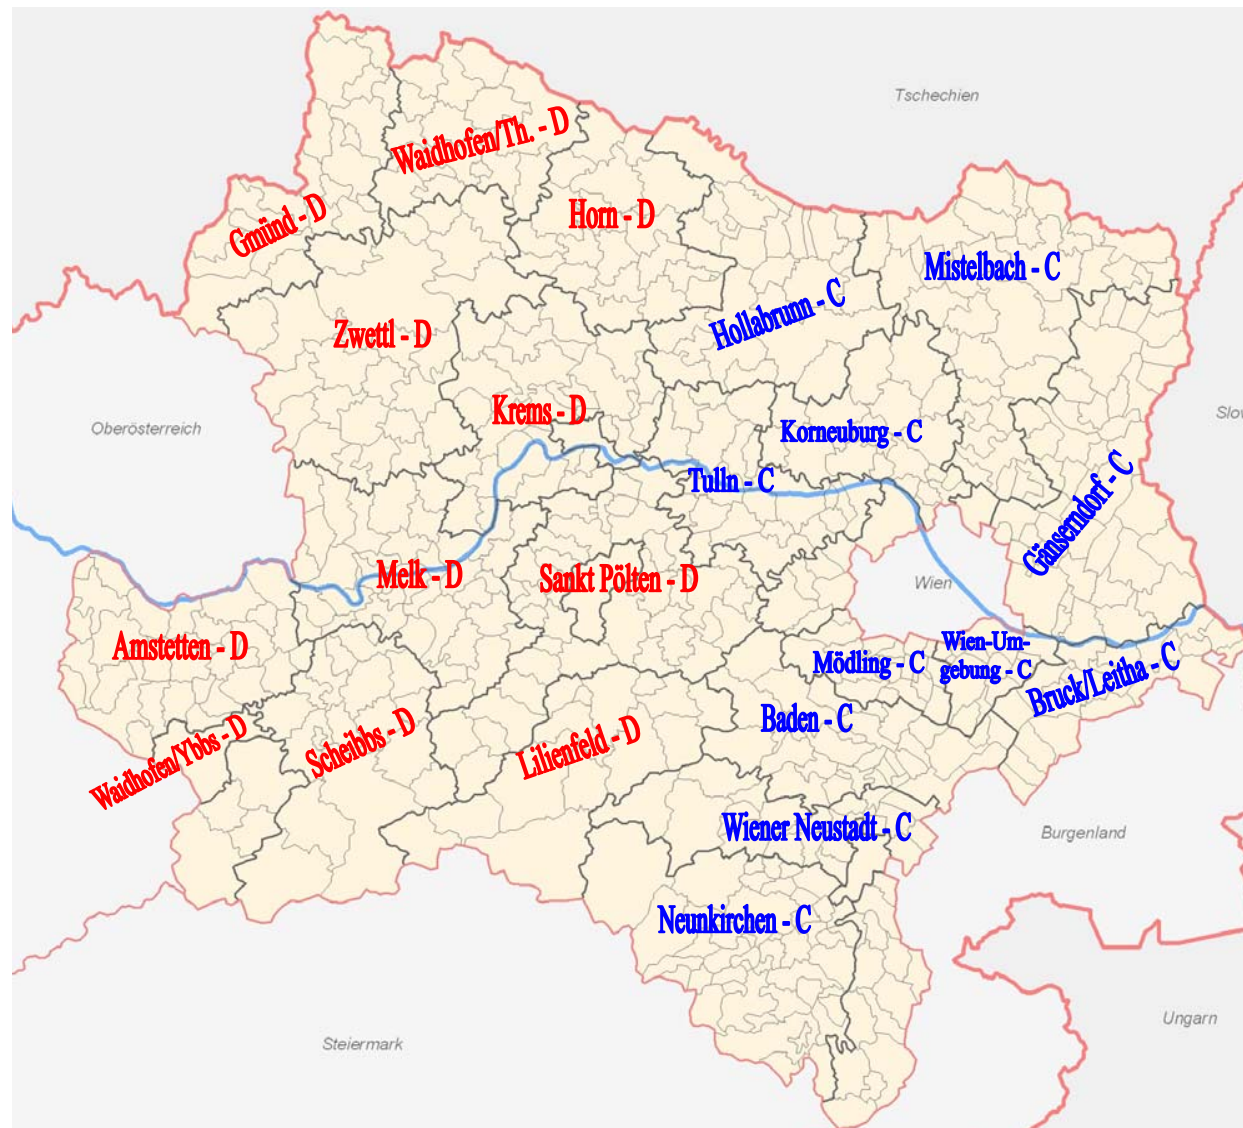 Tschechien
Waidhofen/Th. - D
Gmünd - D
Horn - D
Mistelbach - C
Hollabrunn - C
Zwettl - D
Krems - D
Slov
Oberösterreich
Korneuburg - C
Tulln - C
Gänserndorf - C
Melk - D
Sankt Pölten - D
Wien
Amstetten - D
Mödling - C
Wien-Um-
gebung - C
Bruck/Leitha - C
Baden - C
Waidhofen/Ybbs - D
Scheibbs - D
Lilienfeld - D
Wiener Neustadt - C
Burgenland
Neunkirchen - C
Ungarn
Steiermark